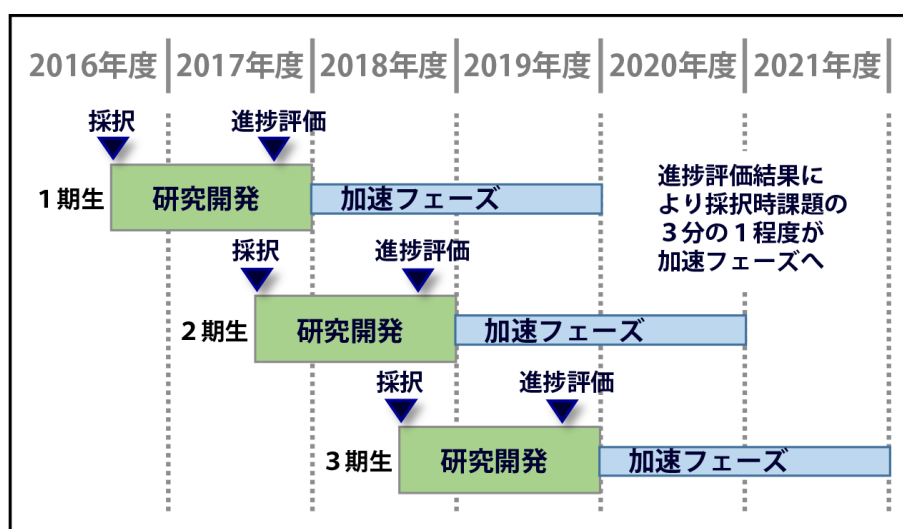 2016年度 2017年度 2018年度 2019年度 2020年度 2021年度
採択 進捗評価
1期生 研究開発 加速フェーズ
進捗評価結果に
より採択時課題の
3分の1程度が
加速フェーズへ
採択 進捗評価
2期生 研究開発 加速フェーズ
採択 進捗評価
3期生 研究開発 加速フェーズ